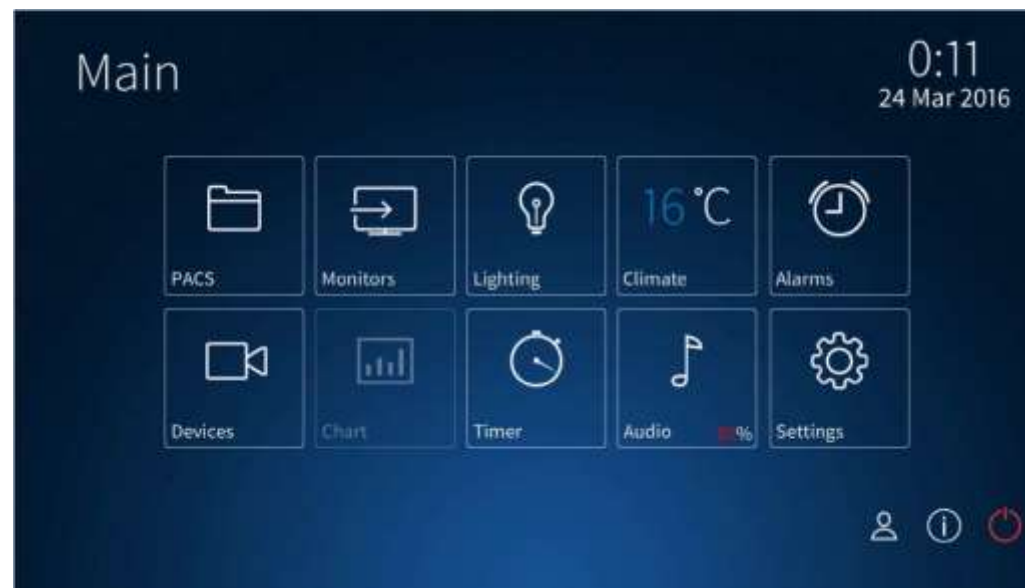 Main
0:11
24 Mar 2016
PACS
Monitors
Lighting
16 °C
Climate
Alarms
Devices
Chart
Timer
Audio %
Settings